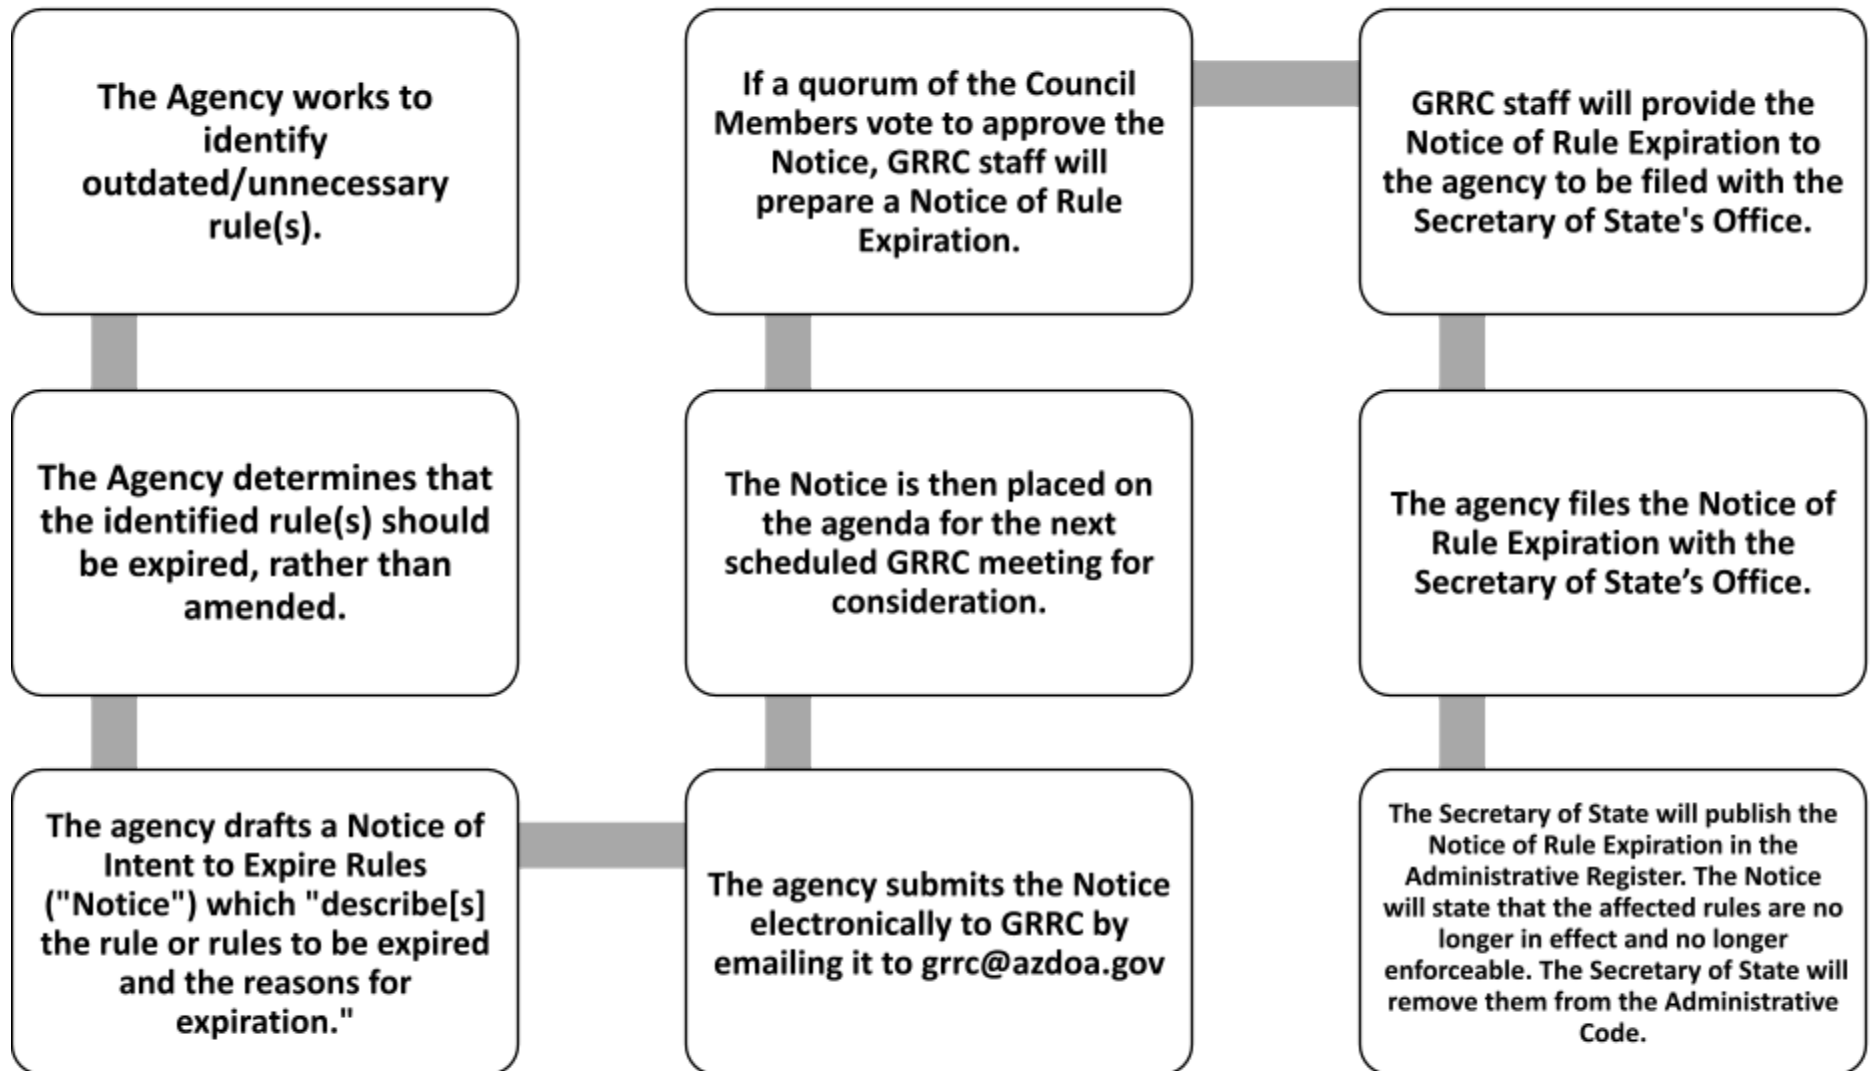 The Agency works to
identify
outdated/unnecessary
rule(s).
The Agency determines that
the identified rule(s) should
be expired, rather than
amended.
The agency drafts a Notice of
Intent to Expire Rules
("Notice") which "describe[s]
the rule or rules to be expired
and the reasons for
expiration."
The agency submits the Notice
electronically to GRRC by
emailing it to grrc@azdoa.gov
The Notice is then placed on
the agenda for the next
scheduled GRRC meeting for
consideration.
If a quorum of the Council
Members vote to approve the
Notice, GRRC staff will
prepare a Notice of Rule
Expiration.
GRRC staff will provide the
Notice of Rule Expiration to
the agency to be filed with the
Secretary of State's Office.
The agency files the Notice of
Rule Expiration with the
Secretary of State’s Office.
The Secretary of State will publish the
Notice of Rule Expiration in the
Administrative Register. The Notice
will state that the affected rules are no
longer in effect and no longer
enforceable. The Secretary of State will
remove them from the Administrative
Code.